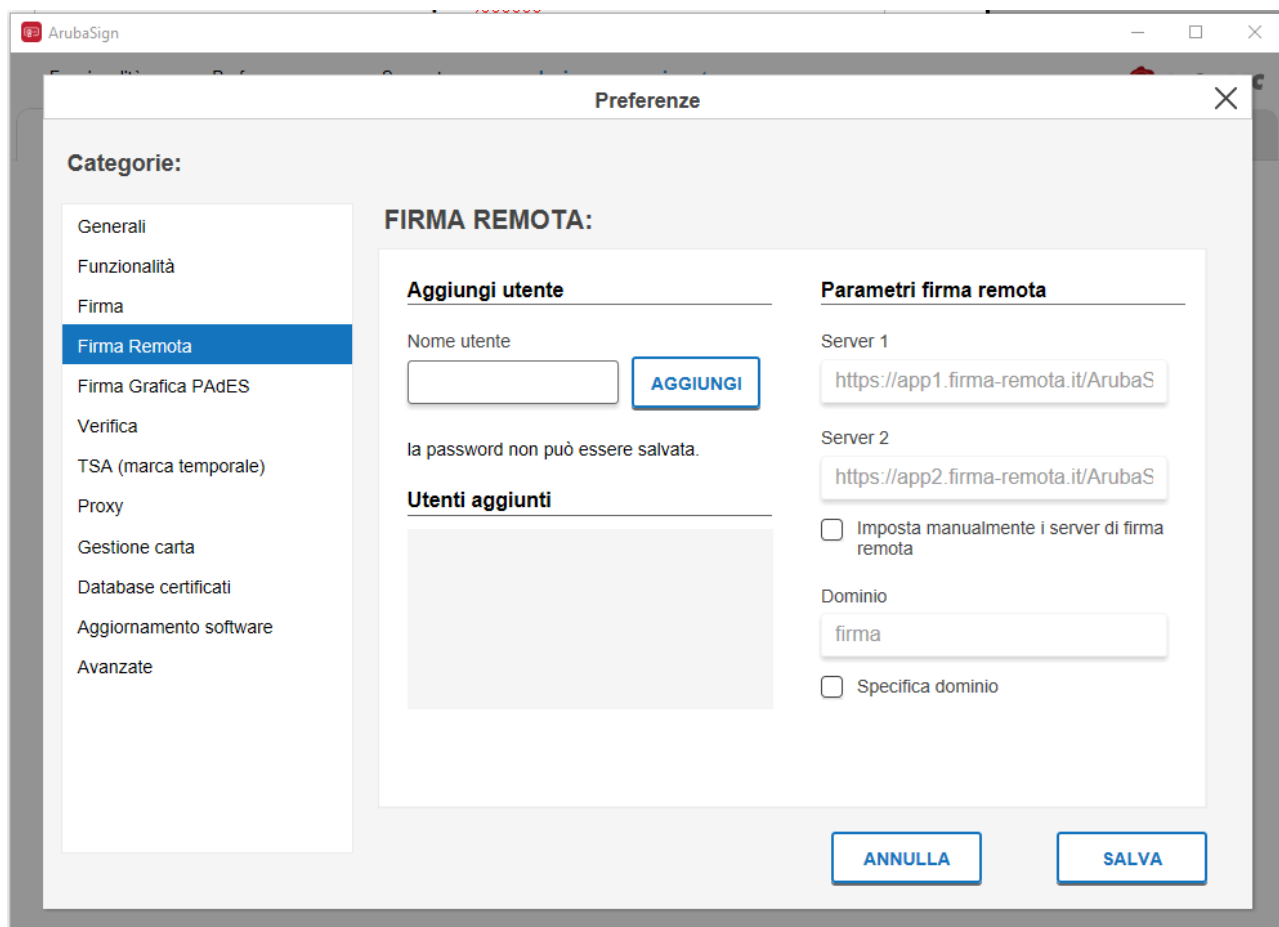 ArubaSign
Preferenze
Categorie:
Generali
Funzionalità
Firma
Firma Remota
Firma Grafica PAdES
Verifica
TSA (marca temporale)
Proxy
Gestione carta
Database certificati
Aggiornamento software
Avanzate
FIRMA REMOTA:
Aggiungi utente
Nome utente
AGGIUNGI
la password non può essere salvata.
Utenti aggiunti
Parametri firma remota
Server 1
https://app1.firma-remota.it/ArubaS
Server 2
https://app2.firma-remota.it/ArubaS
Imposta manualmente i server di firma
remota
Dominio
firma
Specifica dominio
ANNULLA
SALVA